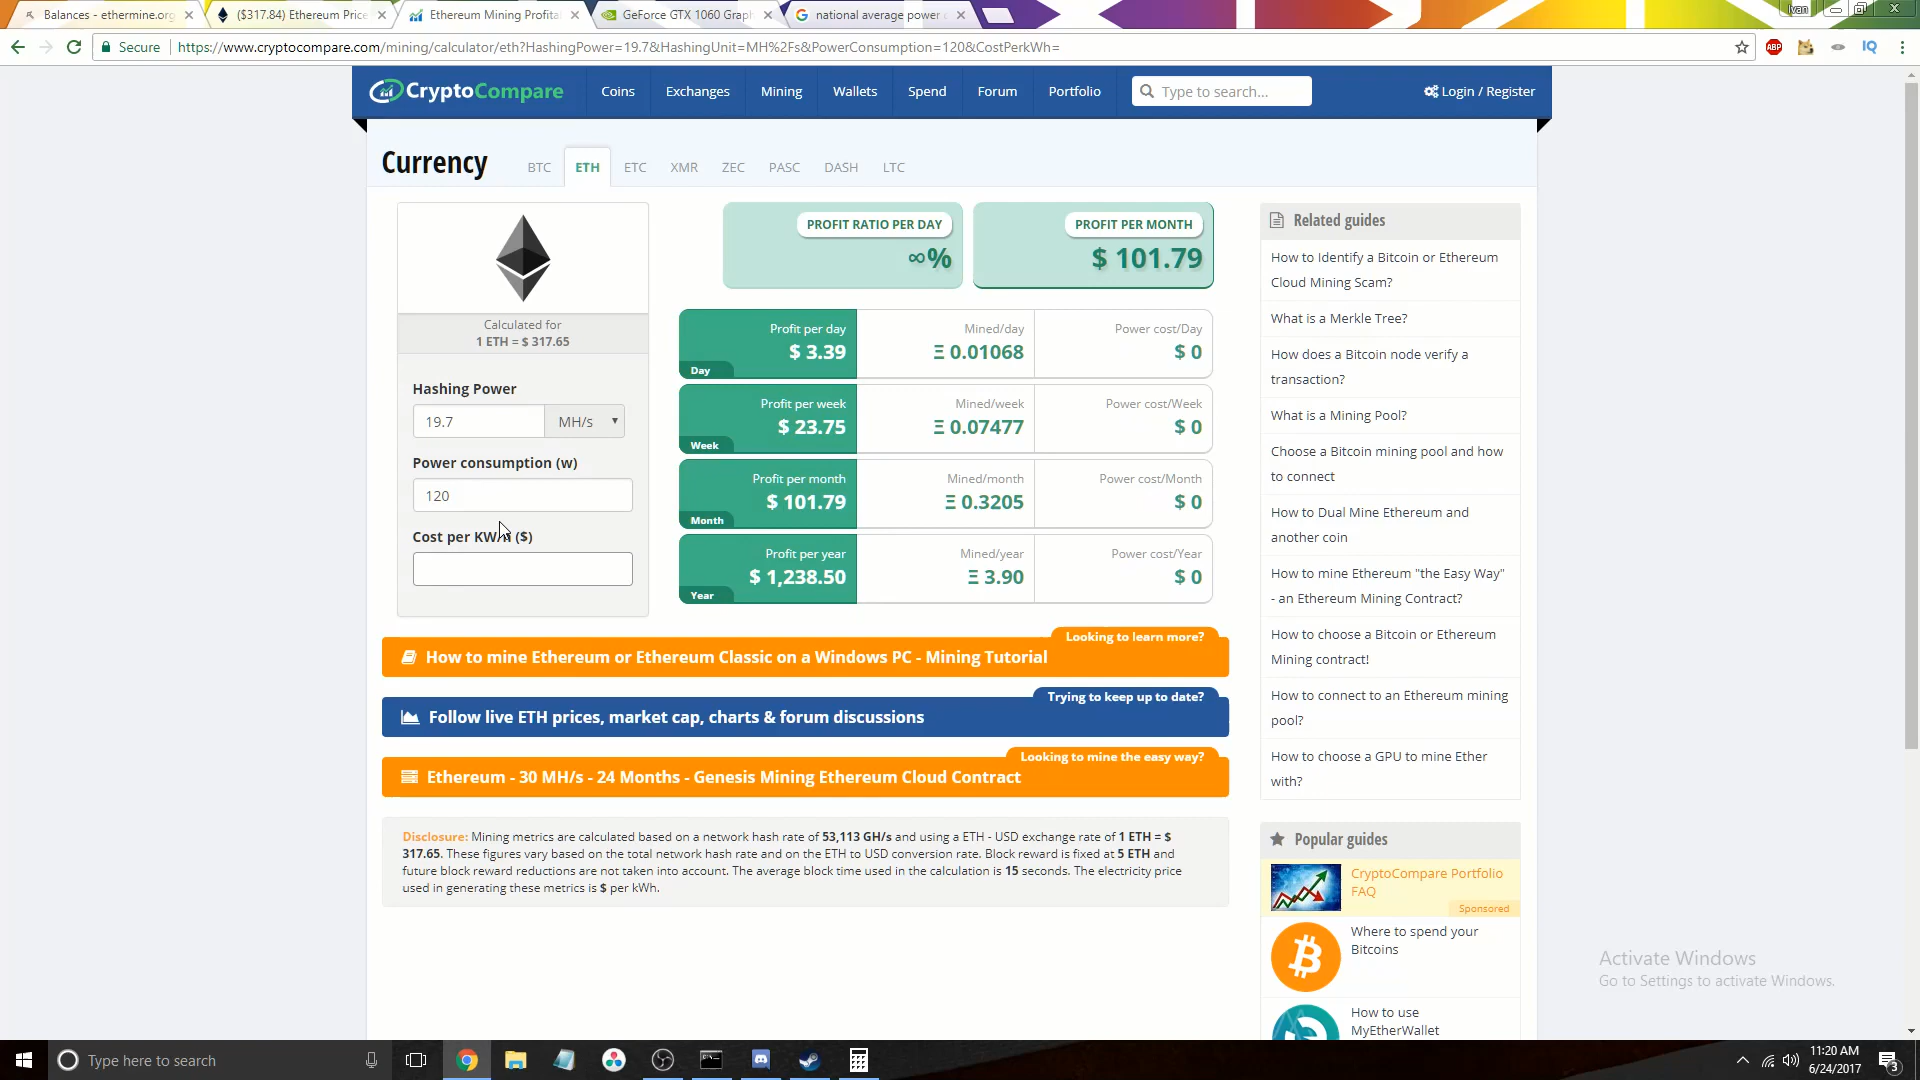 Balances - ethermine.org
($317.84) Ethereum Price
Ethereum Mining Profita
GeForce GTX 1060 Grap
national average power
Ivan
Secure
https://www.cryptocompare.com/mining/calculator/eth?HashingPower=19.7&HashingUnit=MH%2Fs&PowerConsumption=120&CostPerkWh=
ABP
IQ
CryptoCompare
Coins
Exchanges
Mining
Wallets
Spend
Forum
Portfolio
Type to search...
Login / Register
Currency
BTC
ETH
ETC
XMR
ZEC
PASC
DASH
LTC
Calculated for
1 ETH = $ 317.65
Hashing Power
19.7
MH/s
Power consumption (w)
120
Cost per KWh ($)
PROFIT RATIO PER DAY
∞%
PROFIT PER MONTH
$ 101.79
Profit per day
$ 3.39
Day
Mined/day
Ξ 0.01068
Power cost/Day
$ 0
Profit per week
$ 23.75
Week
Mined/week
Ξ 0.07477
Power cost/Week
$ 0
Profit per month
$ 101.79
Month
Mined/month
Ξ 0.3205
Power cost/Month
$ 0
Profit per year
$ 1,238.50
Year
Mined/year
Ξ 3.90
Power cost/Year
$ 0
Looking to learn more?
How to mine Ethereum or Ethereum Classic on a Windows PC - Mining Tutorial
Trying to keep up to date?
Follow live ETH prices, market cap, charts & forum discussions
Looking to mine the easy way?
Ethereum - 30 MH/s - 24 Months - Genesis Mining Ethereum Cloud Contract
Disclosure: Mining metrics are calculated based on a network hash rate of 53,113 GH/s and using a ETH - USD exchange rate of 1 ETH = $
317.65. These figures vary based on the total network hash rate and on the ETH to USD conversion rate. Block reward is fixed at 5 ETH and
future block reward reductions are not taken into account. The average block time used in the calculation is 15 seconds. The electricity price
used in generating these metrics is $ per kWh.
Related guides
How to Identify a Bitcoin or Ethereum
Cloud Mining Scam?
What is a Merkle Tree?
How does a Bitcoin node verify a
transaction?
What is a Mining Pool?
Choose a Bitcoin mining pool and how
to connect
How to Dual Mine Ethereum and
another coin
How to mine Ethereum "the Easy Way"
- an Ethereum Mining Contract?
How to choose a Bitcoin or Ethereum
Mining contract!
How to connect to an Ethereum mining
pool?
How to choose a GPU to mine Ether
with?
Popular guides
CryptoCompare Portfolio
FAQ
Sponsored
Where to spend your
Bitcoins
How to use
MyEtherWallet
Activate Windows
Go to Settings to activate Windows.
Type here to search
11:20 AM
6/24/2017
3